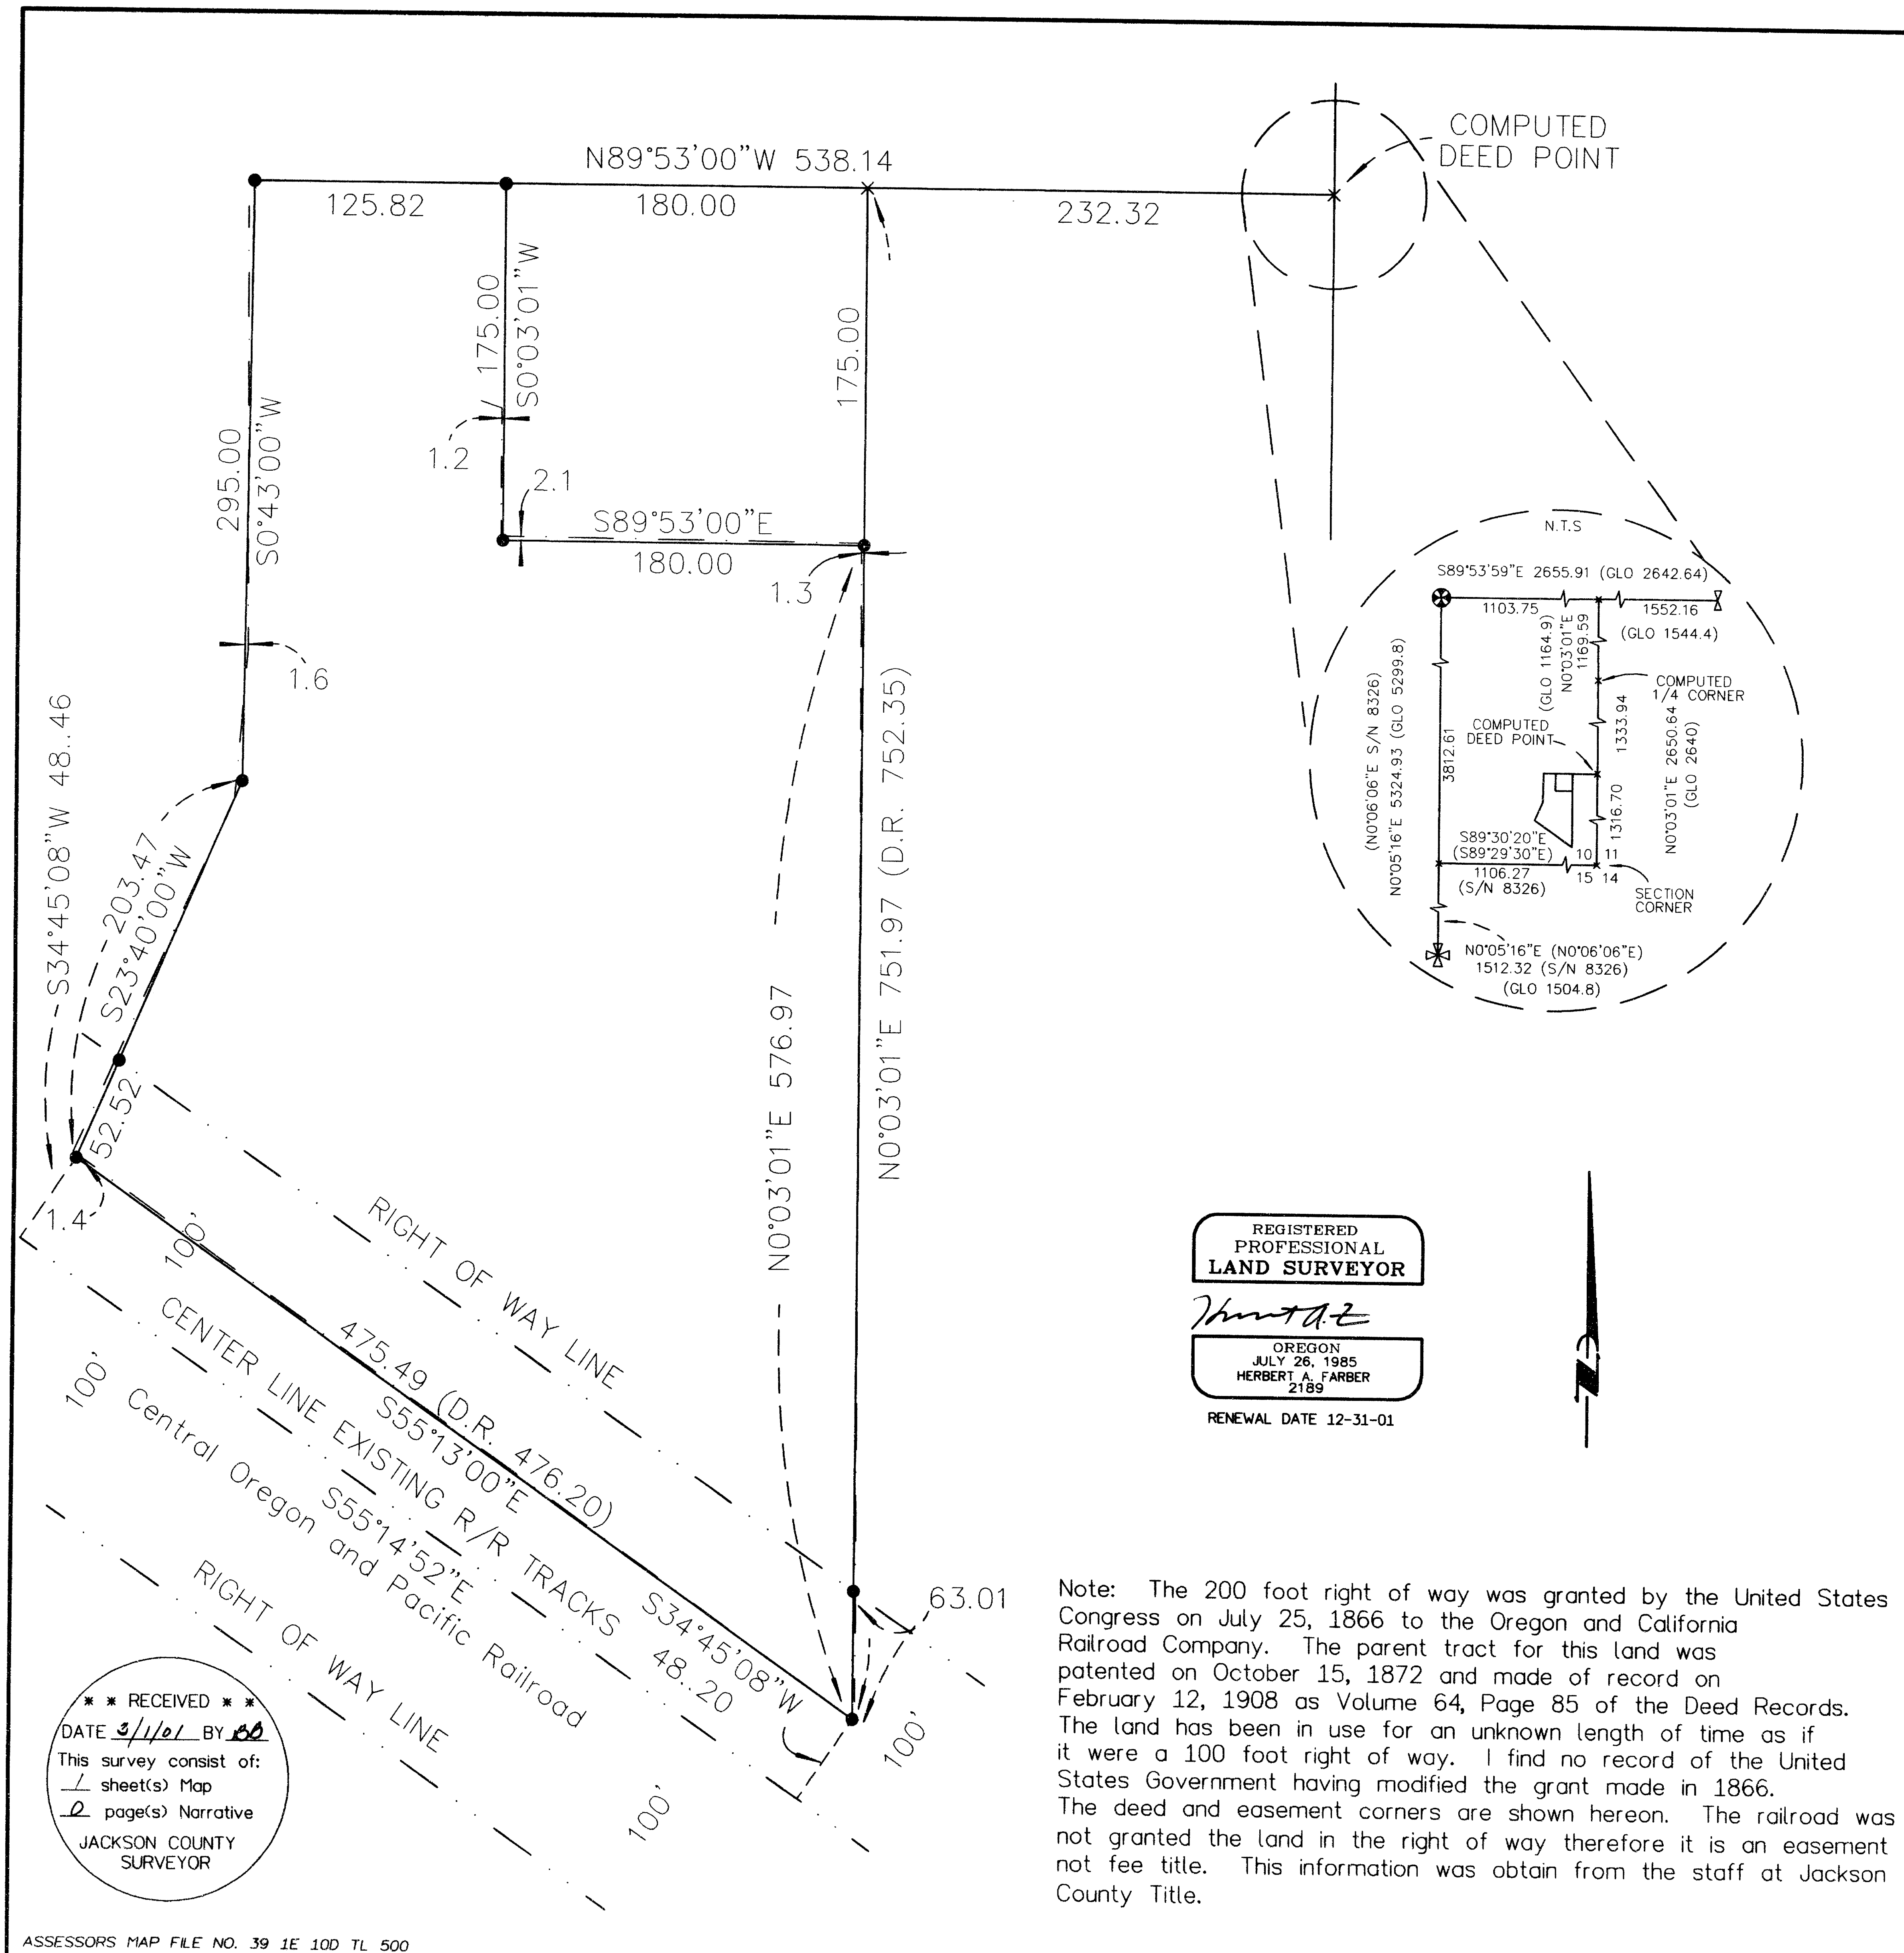 COMPUTED
DEED POINT
N89°53'00"W 538.14
125.82
180.00
232.32
175.00
S0°03'01"W
175.00
295.00
S0°43'00"W
1.2
2.1
S89°53'00"E
180.00
1.3
1.6
S34°45'08"W 48..46
203.47
S23°40'00"W
52.52
1.4
N0°03'01"E 576.97
N0°03'01"E 751.97 (D.R. 752.35)
N.T.S
S89°53'59"E 2655.91 (GLO 2642.64)
1103.75
1552.16
(GLO 1544.4)
(GLO 1164.9)
N0°03'01"E
1169.59
COMPUTED
1/4 CORNER
(N0°06'06"E S/N 8326)
N0°05'16"E 5324.93 (GLO 5299.8)
3812.61
COMPUTED
DEED POINT
1333.94
N0°03'01"E 2650.64
(GLO 2640)
1316.70
S89°30'20"E
(S89°29'30"E)
1106.27
(S/N 8326)
10 11
15 14
SECTION
CORNER
N0°05'16"E (N0°06'06"E)
1512.32 (S/N 8326)
(GLO 1504.8)
100'
RIGHT OF WAY LINE
CENTER LINE EXISTING R/R TRACKS
475.49 (D.R. 476.20)
S55°13'00"E
100'
Central Oregon and Pacific Railroad
S55°14'52"E
S34°45'08"W
48..20
RIGHT OF WAY LINE
63.01
100'
100'
REGISTERED
PROFESSIONAL
LAND SURVEYOR
OREGON
JULY 26, 1985
HERBERT A. FARBER
2189
RENEWAL DATE 12-31-01
Note: The 200 foot right of way was granted by the United States
Congress on July 25, 1866 to the Oregon and California
Railroad Company. The parent tract for this land was
patented on October 15, 1872 and made of record on
February 12, 1908 as Volume 64, Page 85 of the Deed Records.
The land has been in use for an unknown length of time as if
it were a 100 foot right of way. I find no record of the United
States Government having modified the grant made in 1866.
The deed and easement corners are shown hereon. The railroad was
not granted the land in the right of way therefore it is an easement
not fee title. This information was obtain from the staff at Jackson
County Title.
* * RECEIVED * *
DATE 3/1/01 BY BB
This survey consist of:
1 sheet(s) Map
0 page(s) Narrative
JACKSON COUNTY
SURVEYOR
ASSESSORS MAP FILE NO. 39 1E 10D TL 500